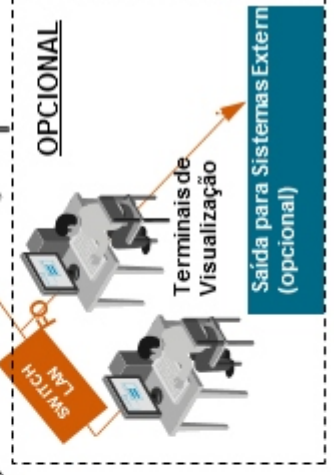 OPCIONAL
SWITCH
LAN
Terminais de
Visualização
Saída para Sistemas Extern
(opcional)